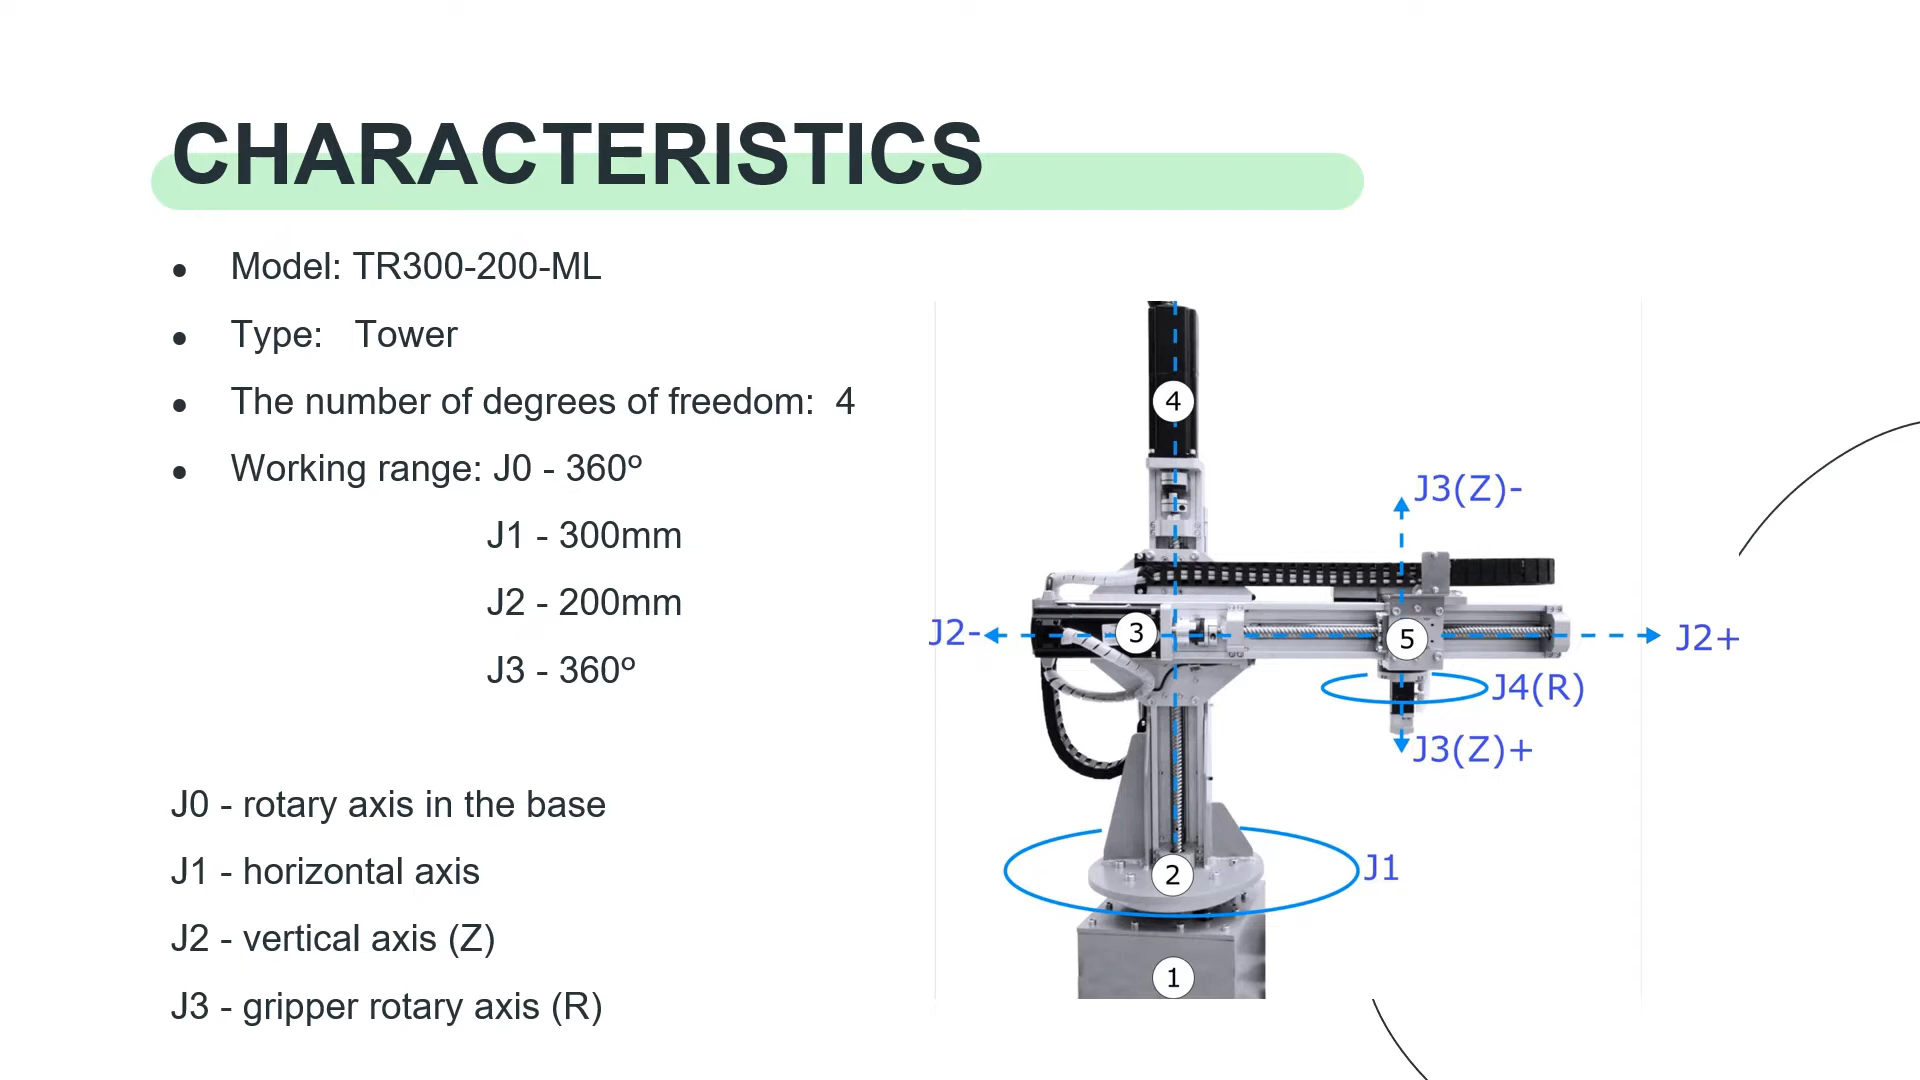 CHARACTERISTICS
● Model: TR300-200-ML
● Type: Tower
● The number of degrees of freedom: 4
● Working range: J0 - 360º
J1 - 300mm
J2 - 200mm
J3 - 360º
J0 - rotary axis in the base
J1 - horizontal axis
J2 - vertical axis (Z)
J3 - gripper rotary axis (R)
4
J3(Z)-
J2-
3
5
J2+
J4(R)
J3(Z)+
2
J1
1